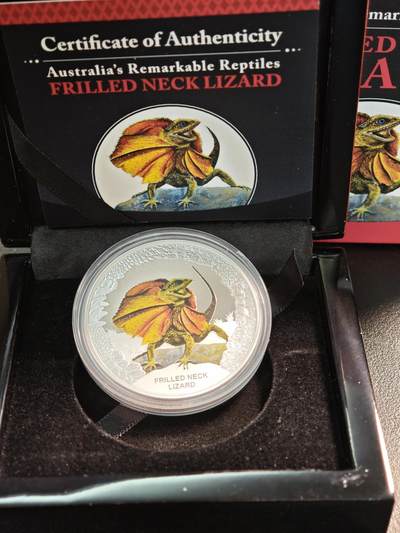 Certificate of Authenticity
Australia's Remarkable Reptiles
FRILLED NECK LIZARD
FRILLED NECK
LIZARD